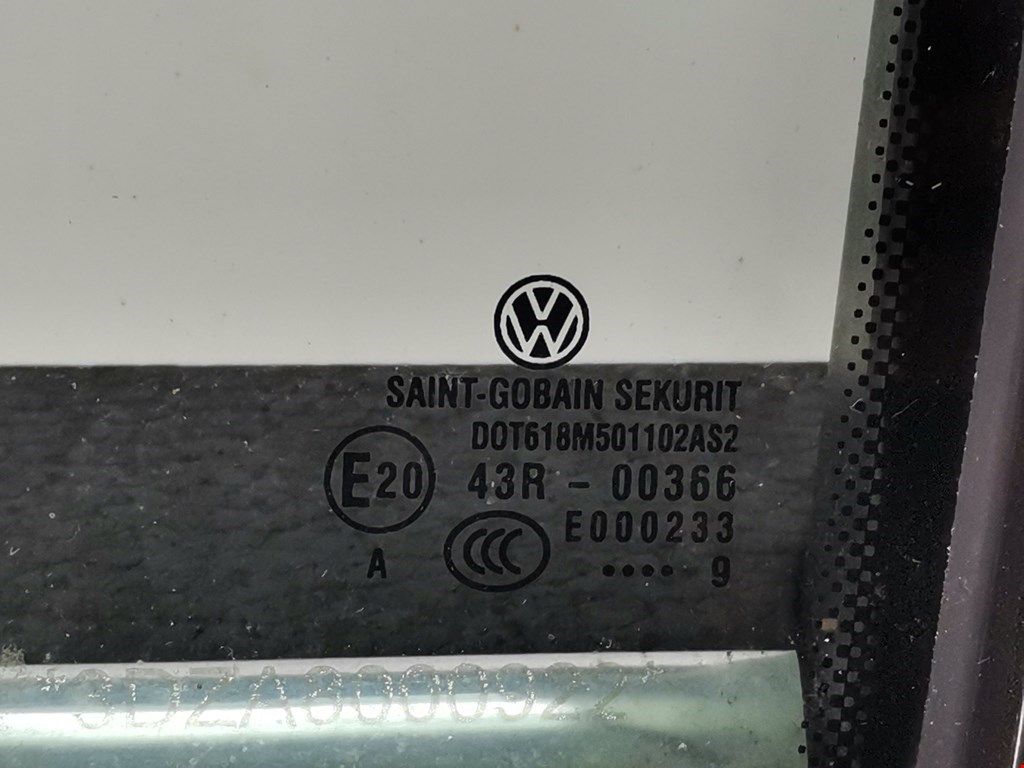 SAINT-GOBAIN SEKURIT
DOT618M501102AS2
E20 43R - 00366
E000233
A CCC •••• 9